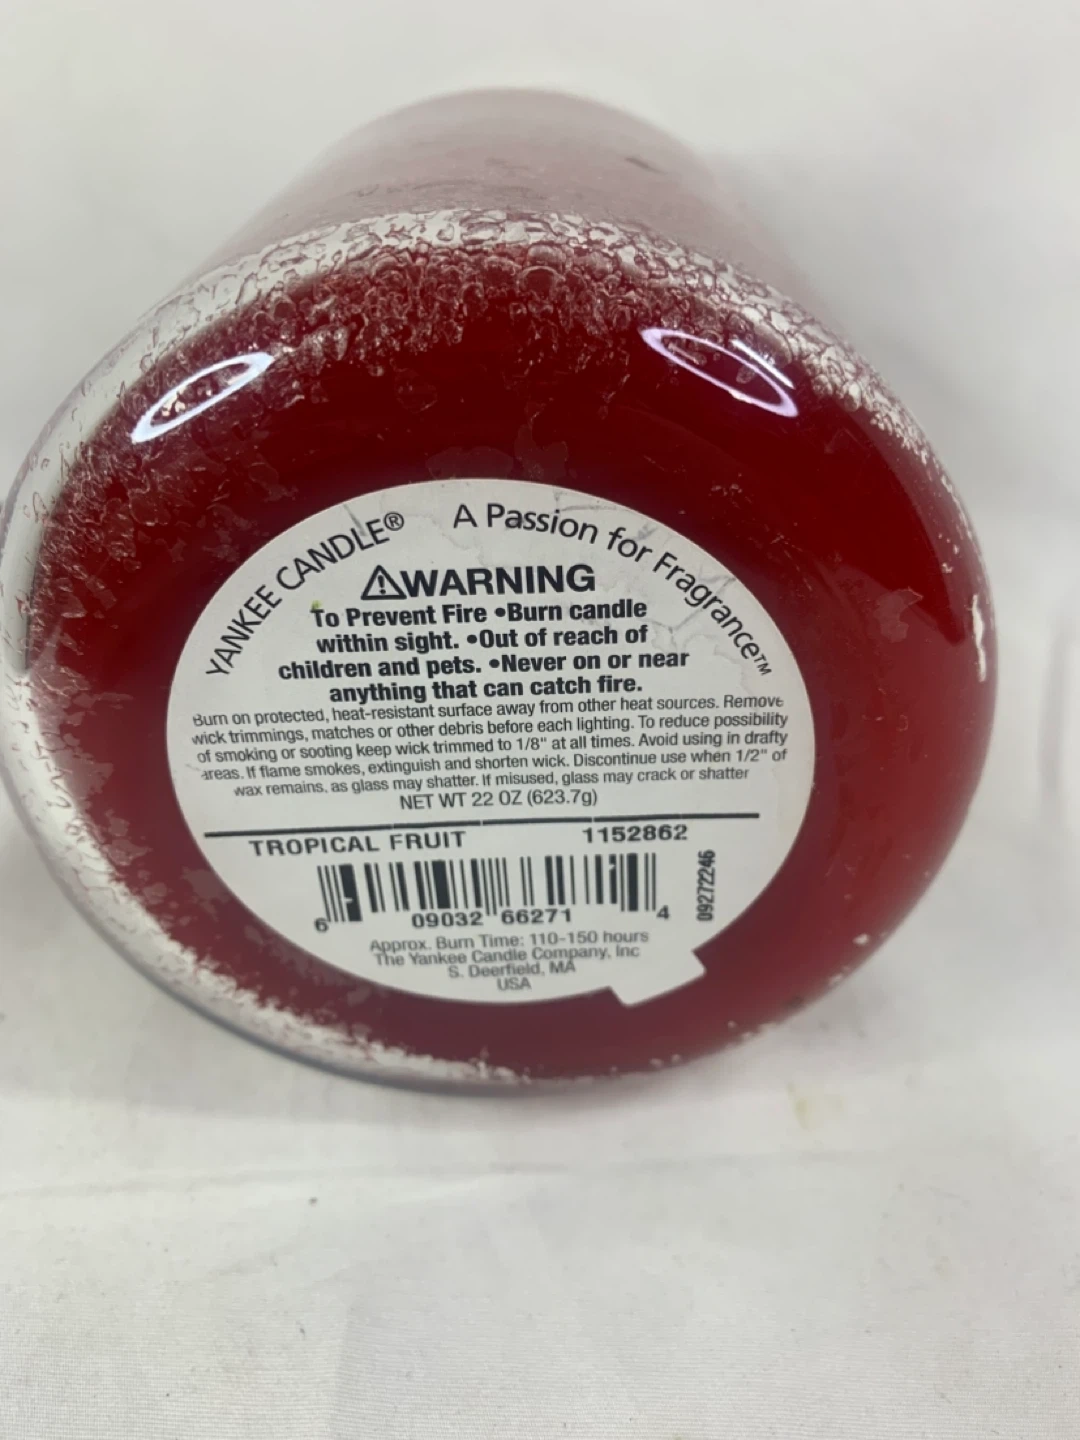 YANKEE CANDLE® A Passion for Fragrance™
⚠WARNING
To Prevent Fire •Burn candle
within sight. •Out of reach of
children and pets. •Never on or near
anything that can catch fire.
Burn on protected, heat-resistant surface away from other heat sources. Remove
wick trimmings, matches or other debris before each lighting. To reduce possibility
of smoking or sooting keep wick trimmed to 1/8" at all times. Avoid using in drafty
areas. If flame smokes, extinguish and shorten wick. Discontinue use when 1/2" of
wax remains, as glass may shatter. If misused, glass may crack or shatter
NET WT 22 OZ (623.7g)
TROPICAL FRUIT 1152862
6 09032 66271 4
09272246
Approx. Burn Time: 110-150 hours
The Yankee Candle Company, Inc
S. Deerfield, MA
USA